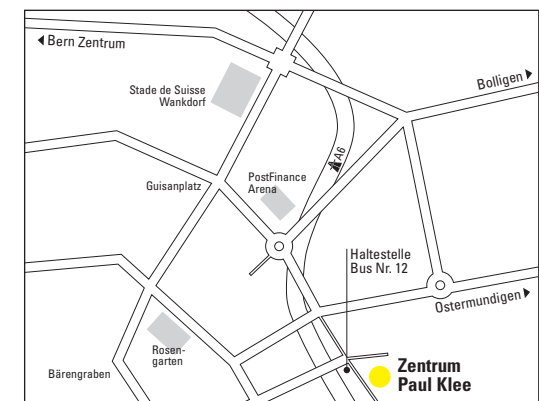 Bern Zentrum
Bolligen
Stade de Suisse
Wankdorf
A6
Guisanplatz
PostFinance
Arena
Haltestelle
Bus Nr. 12
Ostermundigen
Rosen-
garten
Bärengraben
Zentrum
Paul Klee